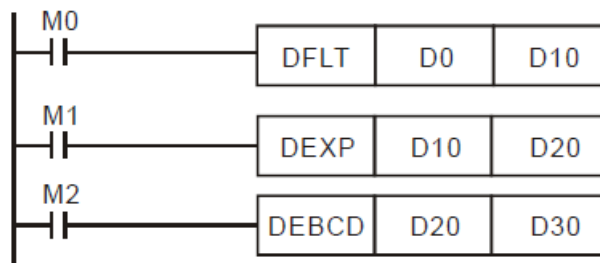 M0
DFLT D0 D10
M1
DEXP D10 D20
M2
DEBCD D20 D30